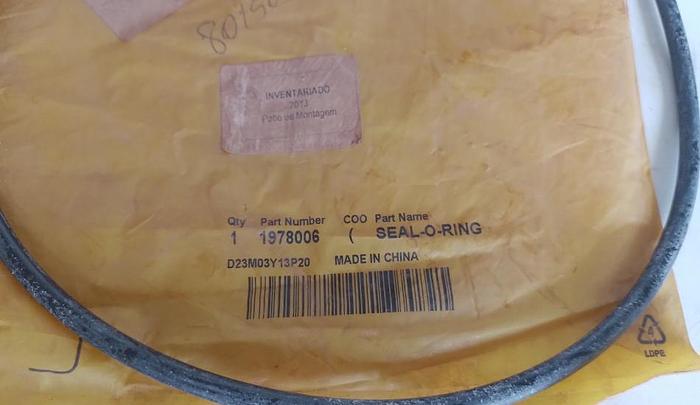 INVENTARIADO
2013
Pátio de Montagem
Qty Part Number COO Part Name
1 1978006 ( SEAL-O-RING
D23M03Y13P20 MADE IN CHINA
4
LDPE